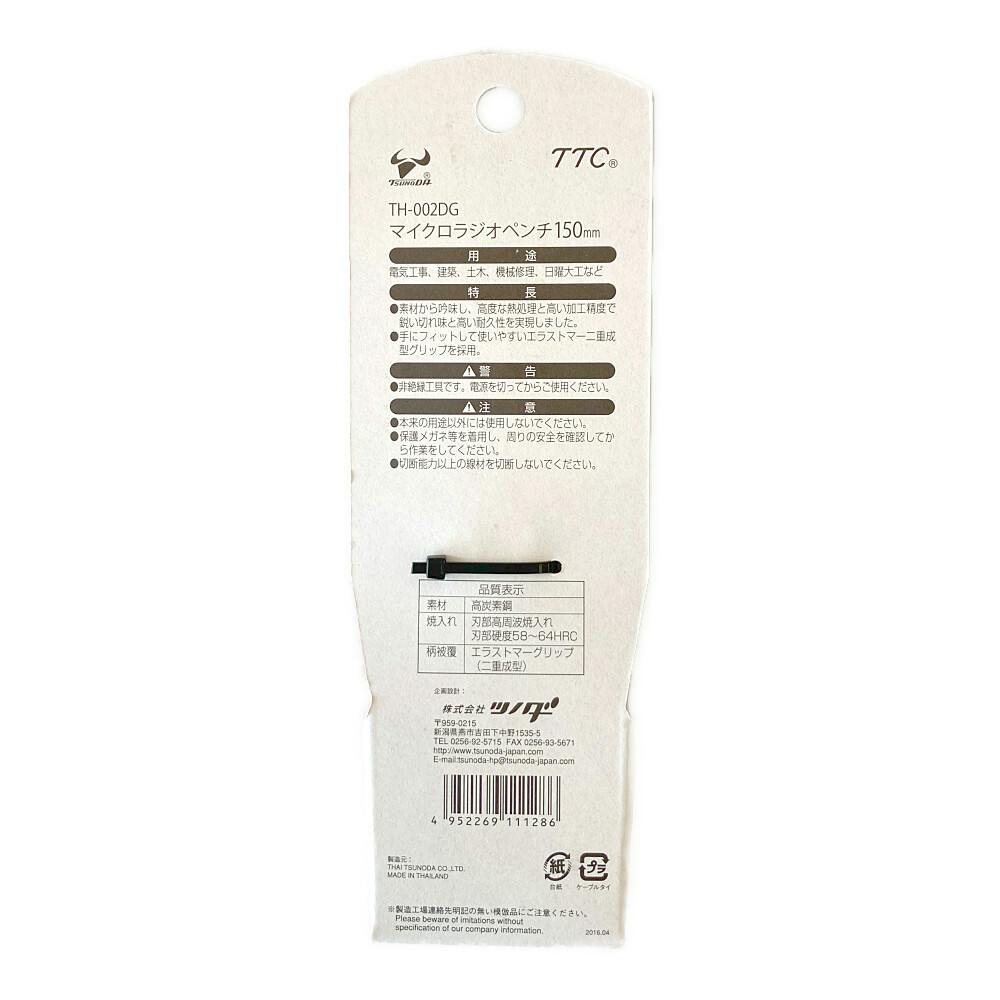 TSUNODA®
TTC®
TH-002DG
マイクロラジオペンチ150mm
用 途
電気工事、建築、土木、機械修理、日曜大工など
特 長
●素材から吟味し、高度な熱処理と高い加工精度で
鋭い切れ味と高い耐久性を実現しました。
●手にフィットして使いやすいエラストマー二重成
型グリップを採用。
⚠警 告
●非絶縁工具です。電源を切ってからご使用ください。
⚠注 意
●本来の用途以外には使用しないでください。
●保護メガネ等を着用し、周りの安全を確認してか
ら作業をしてください。
●切断能力以上の線材を切断しないでください。
品質表示
素材 高炭素鋼
焼入れ 刃部高周波焼入れ
刃部硬度58～64HRC
柄被覆 エラストマーグリップ
（二重成型）
企画設計：
株式会社 ツノダ
〒959-0215
新潟県燕市吉田下中野1535-5
TEL 0256-92-5715 FAX 0256-93-5671
http://www.tsunoda-japan.com
E-mail:tsunoda-hp@tsunoda-japan.com
4 952269 111286
製造元：
THAI TSUNODA CO.,LTD.
MADE IN THAILAND
紙
台紙
プラ
ケーブルタイ
※製造工場連絡先明記の無い模倣品にご注意ください。
Please beware of imitations without
specification of our company information.
2016.04